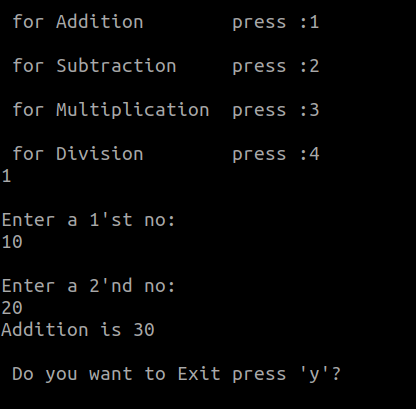 for Addition press :1
for Subtraction press :2
for Multiplication press :3
for Division press :4
1
Enter a 1'st no:
10
Enter a 2'nd no:
20
Addition is 30
Do you want to Exit press 'y'?